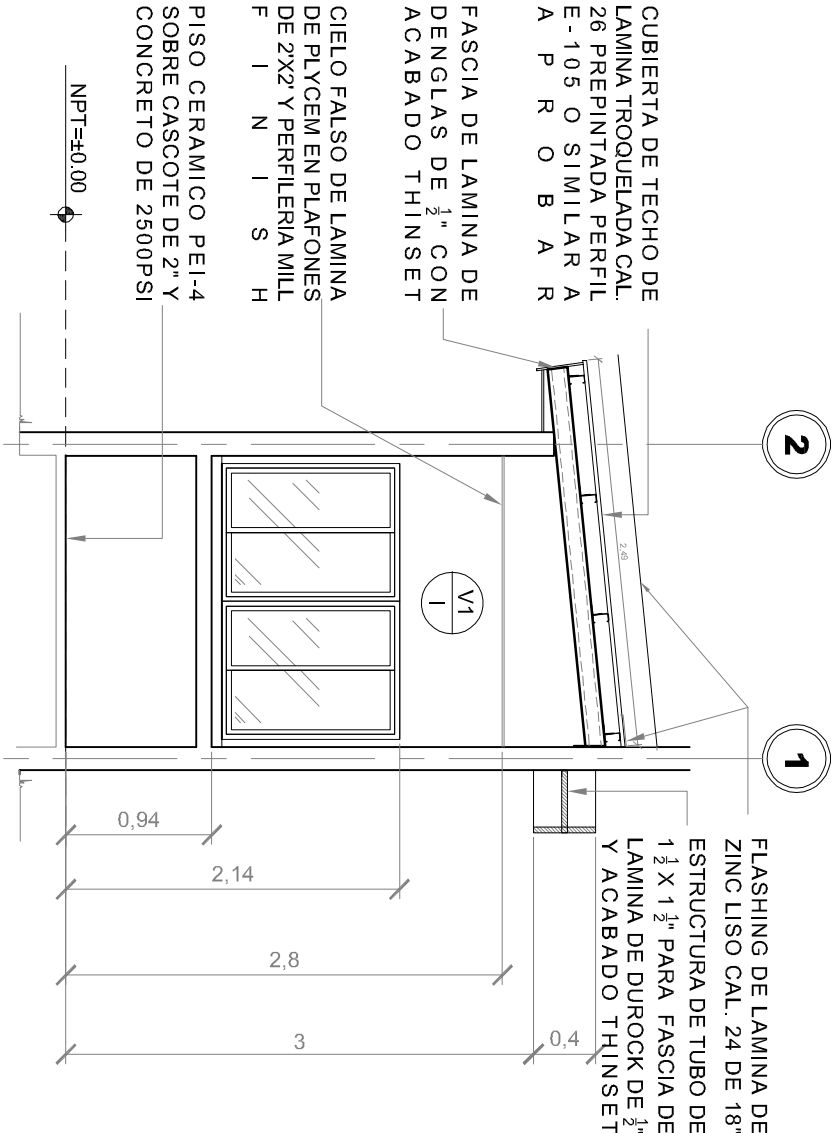 CUBIERTA DE TECHO DE
LAMINA TROQUELADA CAL.
26 PREPINTADA PERFIL
E-105 O SIMILAR A
A P R O B A R
FASCIA DE LAMINA DE
DENGLAS DE ½" CON
ACABADO THINSET
CIELO FALSO DE LAMINA
DE PLYCEM EN PLAFONES
DE 2'X2' Y PERFILERIA MILL
F I N I S H
PISO CERAMICO PEI-4
SOBRE CASCOTE DE 2" Y
CONCRETO DE 2500PSI
NPT=±0.00
2
1
2.49
V1
I
FLASHING DE LAMINA DE
ZINC LISO CAL. 24 DE 18"
ESTRUCTURA DE TUBO DE
1 ½ X 1 ½" PARA FASCIA DE
LAMINA DE DUROCK DE ½"
Y ACABADO THINSET
0,94
2,14
2,8
3
0,4